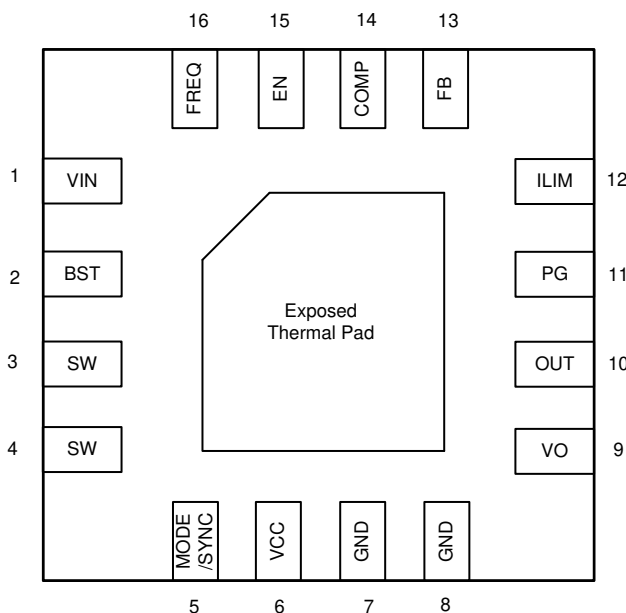 16 15 14 13
FREQ EN COMP FB
1 VIN ILIM 12
2 BST PG 11
Exposed
Thermal Pad
3 SW OUT 10
4 SW VO 9
MODE
/SYNC
VCC GND GND
5 6 7 8